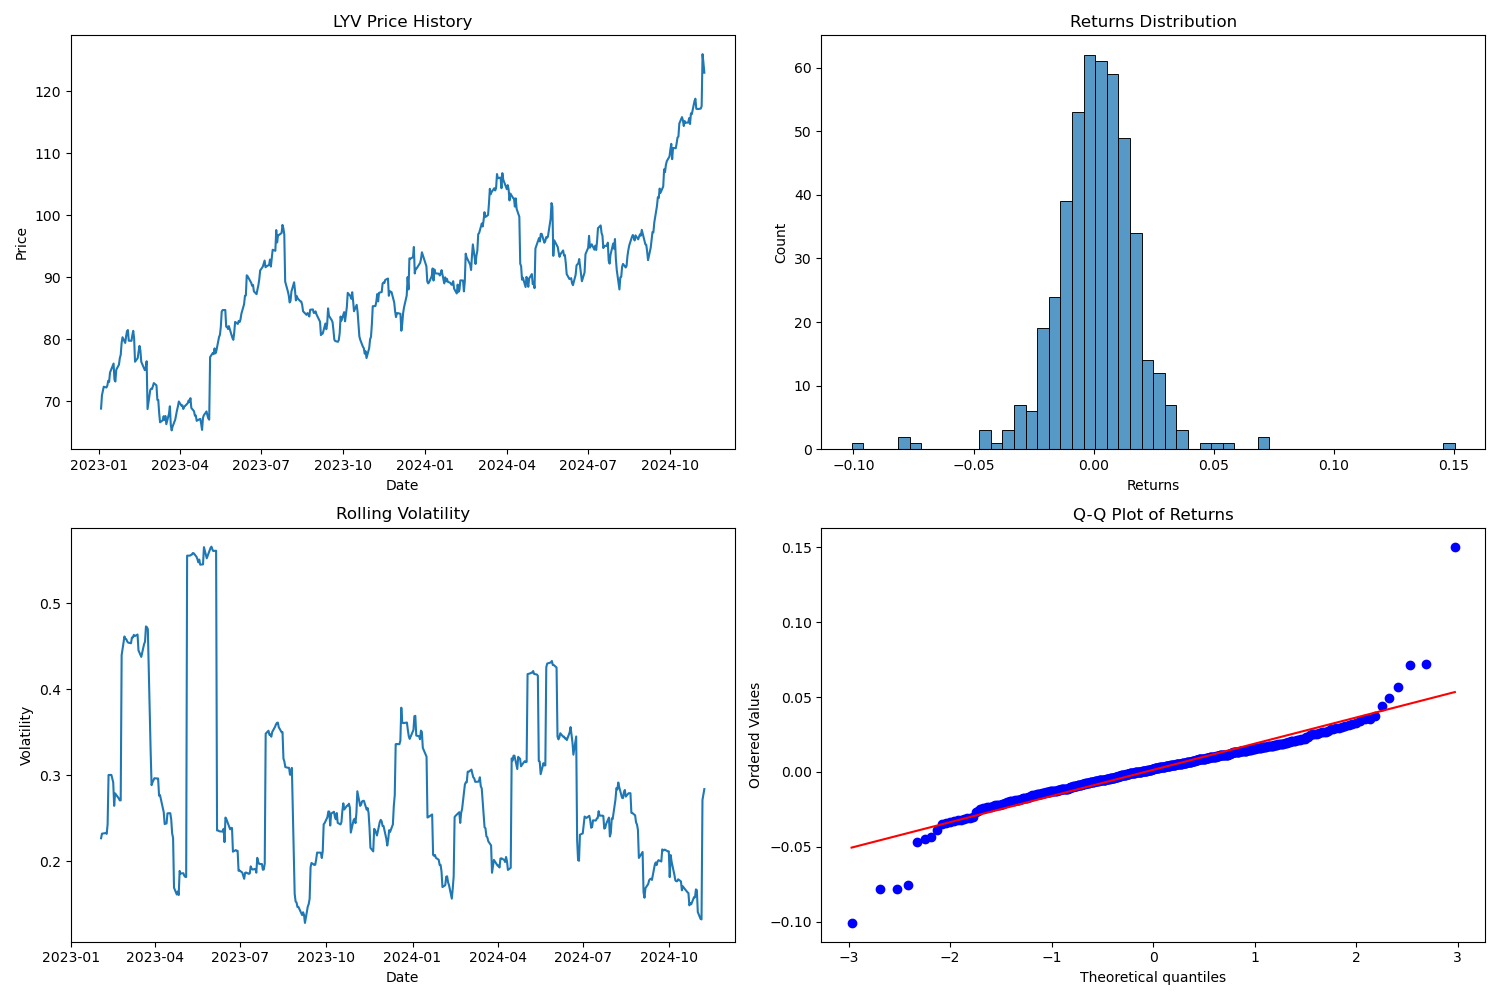 LYV Price History
Price
120
110
100
90
80
70
2023-01 2023-04 2023-07 2023-10 2024-01 2024-04 2024-07 2024-10
Date
Returns Distribution
Count
60
50
40
30
20
10
0
−0.10 −0.05 0.00 0.05 0.10 0.15
Returns
Rolling Volatility
Volatility
0.5
0.4
0.3
0.2
2023-01 2023-04 2023-07 2023-10 2024-01 2024-04 2024-07 2024-10
Date
Q-Q Plot of Returns
Ordered Values
0.15
0.10
0.05
0.00
−0.05
−0.10
−3 −2 −1 0 1 2 3
Theoretical quantiles